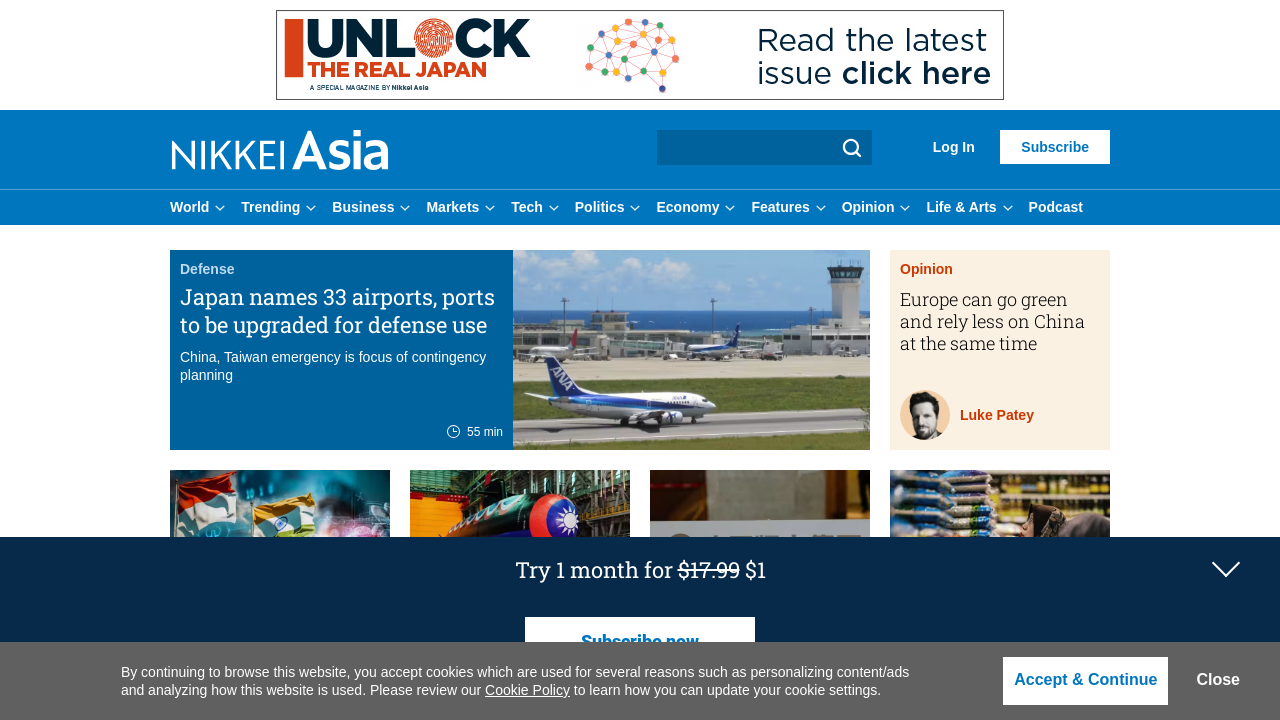 UNLOCK
THE REAL JAPAN
A SPECIAL MAGAZINE BY Nikkei Asia
Read the latest
issue click here
NIKKEI Asia
Log In
Subscribe
World
Trending
Business
Markets
Tech
Politics
Economy
Features
Opinion
Life & Arts
Podcast
Defense
Japan names 33 airports, ports
to be upgraded for defense use
China, Taiwan emergency is focus of contingency
planning
55 min
ANA
Opinion
Europe can go green
and rely less on China
at the same time
Luke Patey
Try 1 month for $17.99 $1
Subscribe now
By continuing to browse this website, you accept cookies which are used for several reasons such as personalizing content/ads
and analyzing how this website is used. Please review our Cookie Policy to learn how you can update your cookie settings.
Accept & Continue
Close